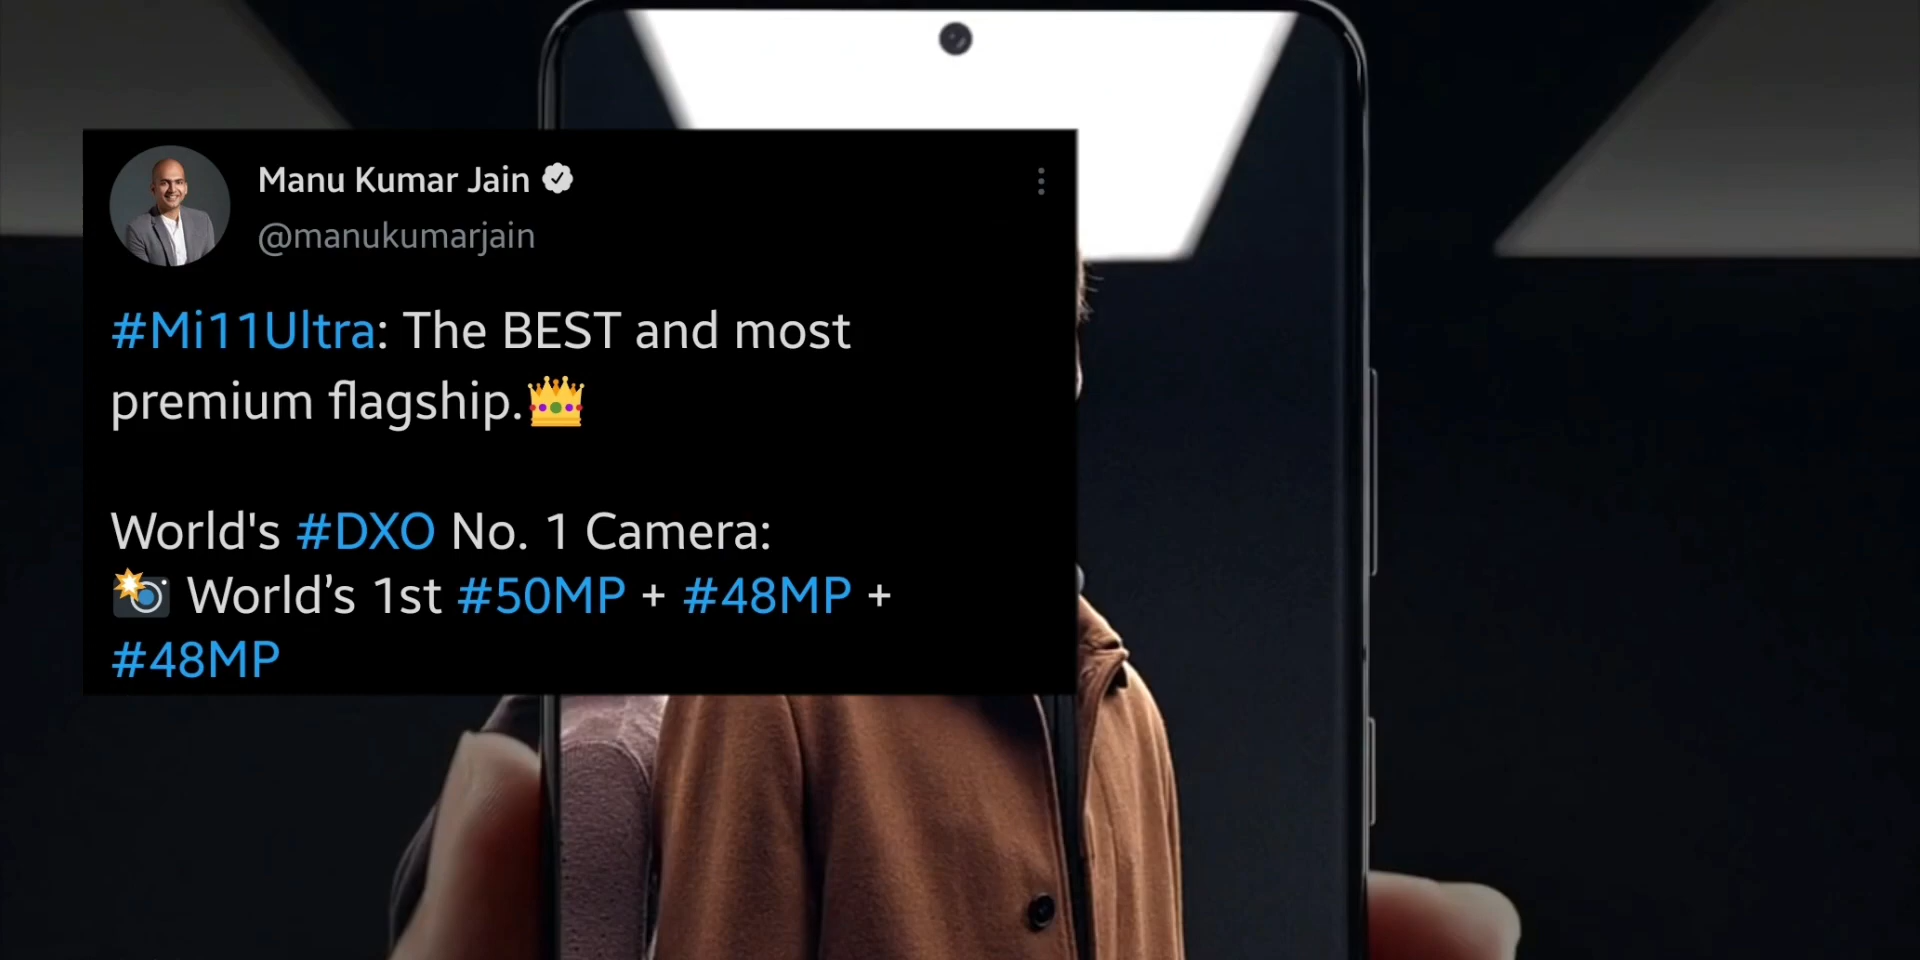 Manu Kumar Jain
@manukumarjain
#Mi11Ultra: The BEST and most
premium flagship.👑
World's #DXO No. 1 Camera:
📸 World’s 1st #50MP + #48MP +
#48MP